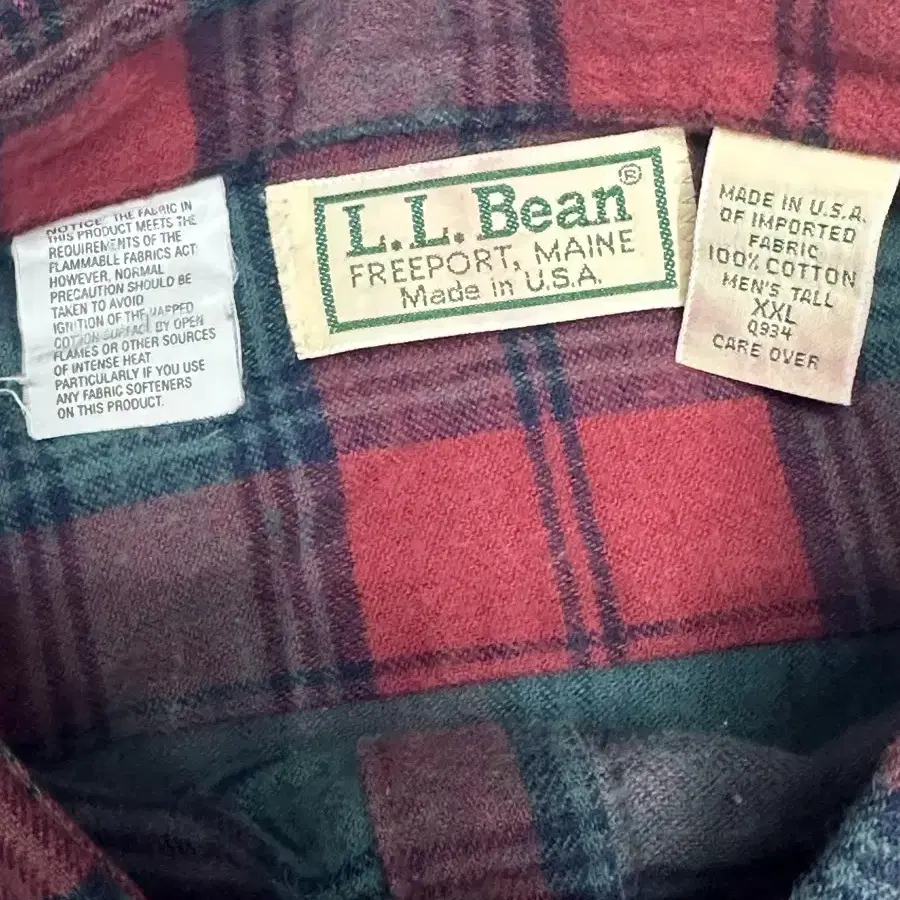 NOTICE THE FABRIC IN
THIS PRODUCT MEETS THE
REQUIREMENTS OF THE
FLAMMABLE FABRICS ACT
HOWEVER, NORMAL
PRECAUTION SHOULD BE
TAKEN TO AVOID
IGNITION OF THE NAPPED
COTTON SURFACE BY OPEN
FLAMES OR OTHER SOURCES
OF INTENSE HEAT
PARTICULARLY IF YOU USE
ANY FABRIC SOFTENERS
ON THIS PRODUCT.
L.L.Bean®
FREEPORT, MAINE
Made in U.S.A.
MADE IN U.S.A.
OF IMPORTED
FABRIC
100% COTTON
MEN'S TALL
XXL
Q934
CARE OVER